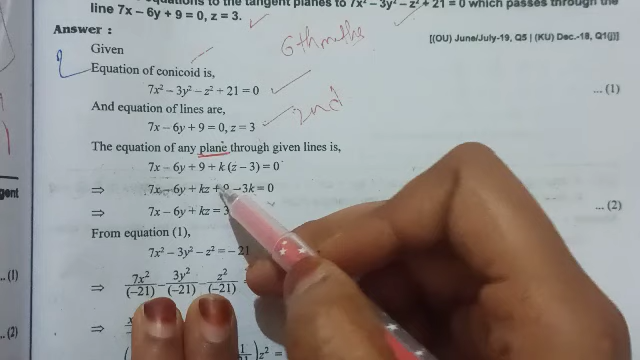 equations to the tangent planes to 7x² – 3y² – z² + 21 = 0 which passes through the
line 7x – 6y + 9 = 0, z = 3.
Answer :
6th maths
[(OU) June/July-19, Q5 | (KU) Dec.-18, Q1(j)]
Given
Equation of conicoid is,
7x² – 3y² – z² + 21 = 0 ... (1)
And equation of lines are,
2nd
7x – 6y + 9 = 0, z = 3
The equation of any plane through given lines is,
7x – 6y + 9 + k (z – 3) = 0
⇒ 7x – 6y + kz + 9 – 3k = 0
⇒ 7x – 6y + kz = 3 ... (2)
From equation (1),
7x² – 3y² – z² = – 21
⇒ 7x²/(–21) – 3y²/(–21) – z²/(–21)
⇒
z² =
gent
... (1)
... (2)